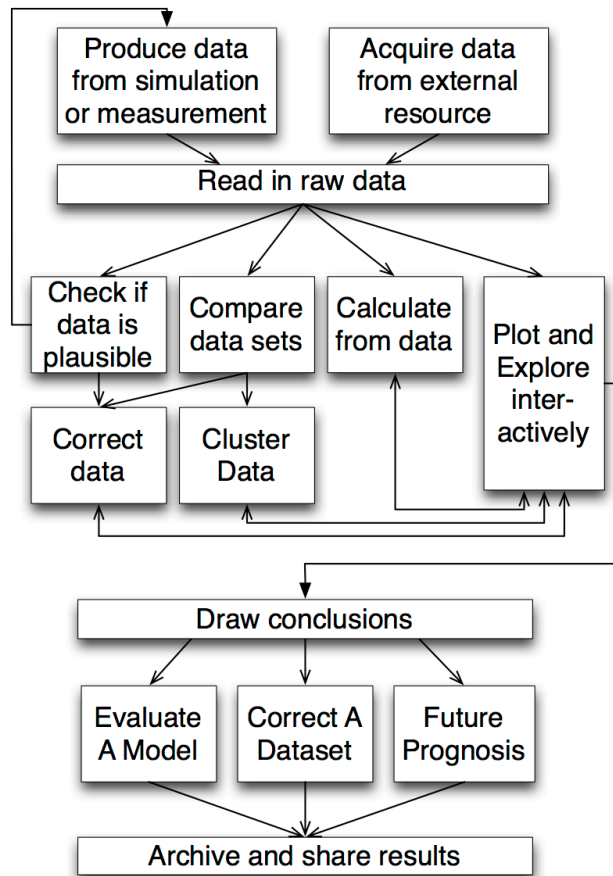 Produce data
from simulation
or measurement
Acquire data
from external
resource
Read in raw data
Check if
data is
plausible
Compare
data sets
Calculate
from data
Plot and
Explore
inter-
actively
Correct
data
Cluster
Data
Draw conclusions
Evaluate
A Model
Correct A
Dataset
Future
Prognosis
Archive and share results